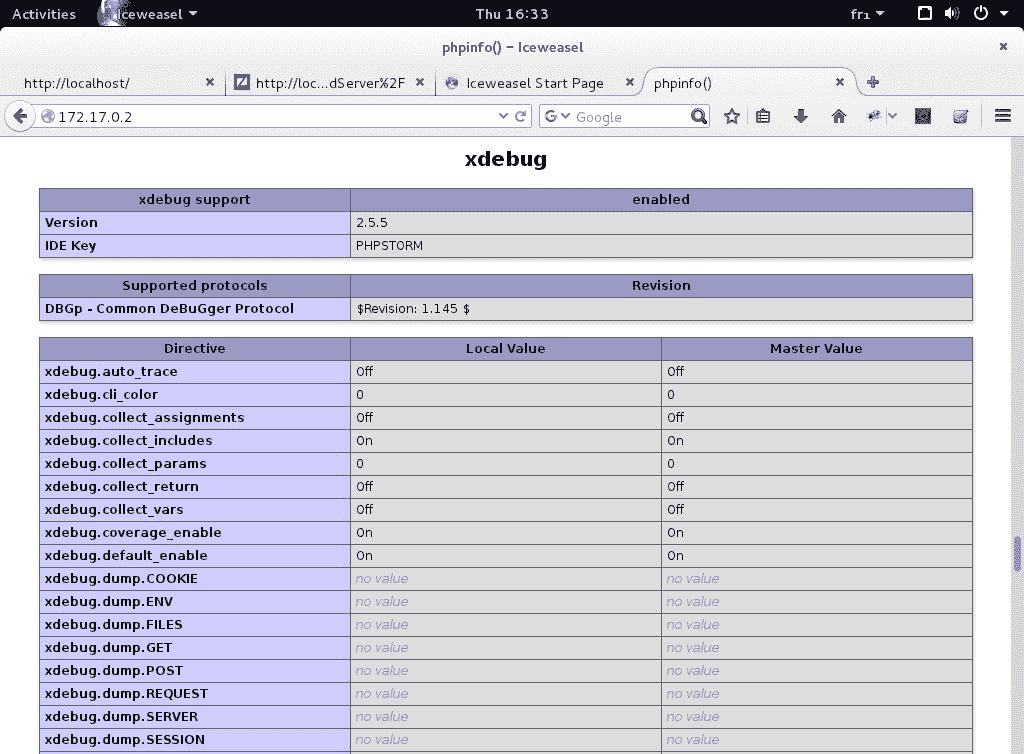 Activities Iceweasel Thu 16:33 fr1
phpinfo() – Iceweasel
http://localhost/ http://loc...dServer%2F Iceweasel Start Page phpinfo()
172.17.0.2 Google
xdebug
xdebug support enabled
Version 2.5.5
IDE Key PHPSTORM
Supported protocols Revision
DBGp - Common DeBuGger Protocol $Revision: 1.145 $
Directive Local Value Master Value
xdebug.auto_trace Off Off
xdebug.cli_color 0 0
xdebug.collect_assignments Off Off
xdebug.collect_includes On On
xdebug.collect_params 0 0
xdebug.collect_return Off Off
xdebug.collect_vars Off Off
xdebug.coverage_enable On On
xdebug.default_enable On On
xdebug.dump.COOKIE no value no value
xdebug.dump.ENV no value no value
xdebug.dump.FILES no value no value
xdebug.dump.GET no value no value
xdebug.dump.POST no value no value
xdebug.dump.REQUEST no value no value
xdebug.dump.SERVER no value no value
xdebug.dump.SESSION no value no value